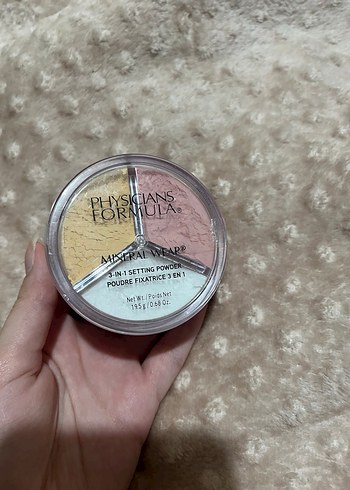 PHYSICIANS
FORMULA®
MINERAL WEAR®
3-IN-1 SETTING POWDER
POUDRE FIXATRICE 3 EN 1
Net Wt. | Poids Net
19.5 g / 0.68 Oz.